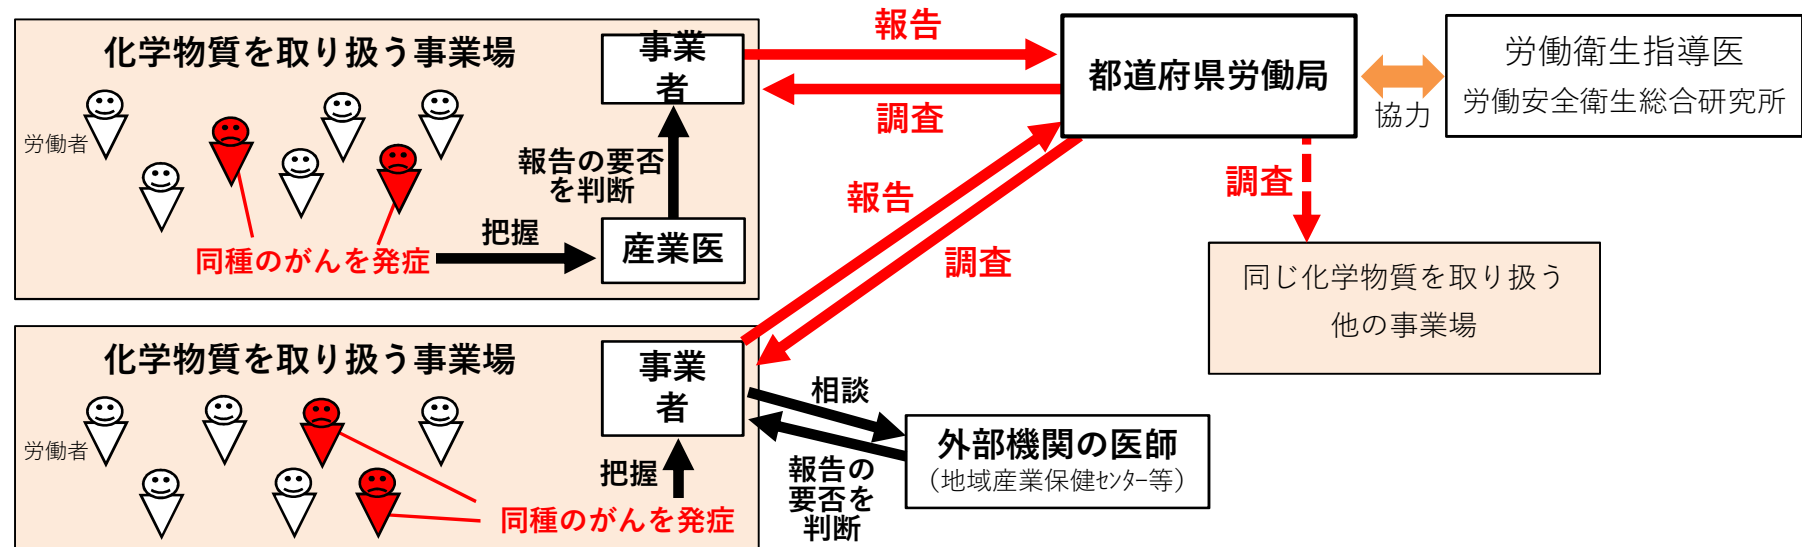 化学物質を取り扱う事業場
労働者
事業
者
報告の要否
を判断
産業医
把握
同種のがんを発症
報告
調査
都道府県労働局
協力
労働衛生指導医
労働安全衛生総合研究所
調査
同じ化学物質を取り扱う
他の事業場
報告
調査
化学物質を取り扱う事業場
労働者
事業
者
把握
同種のがんを発症
相談
報告の
要否を
判断
外部機関の医師
（地域産業保健ｾﾝﾀｰ等）